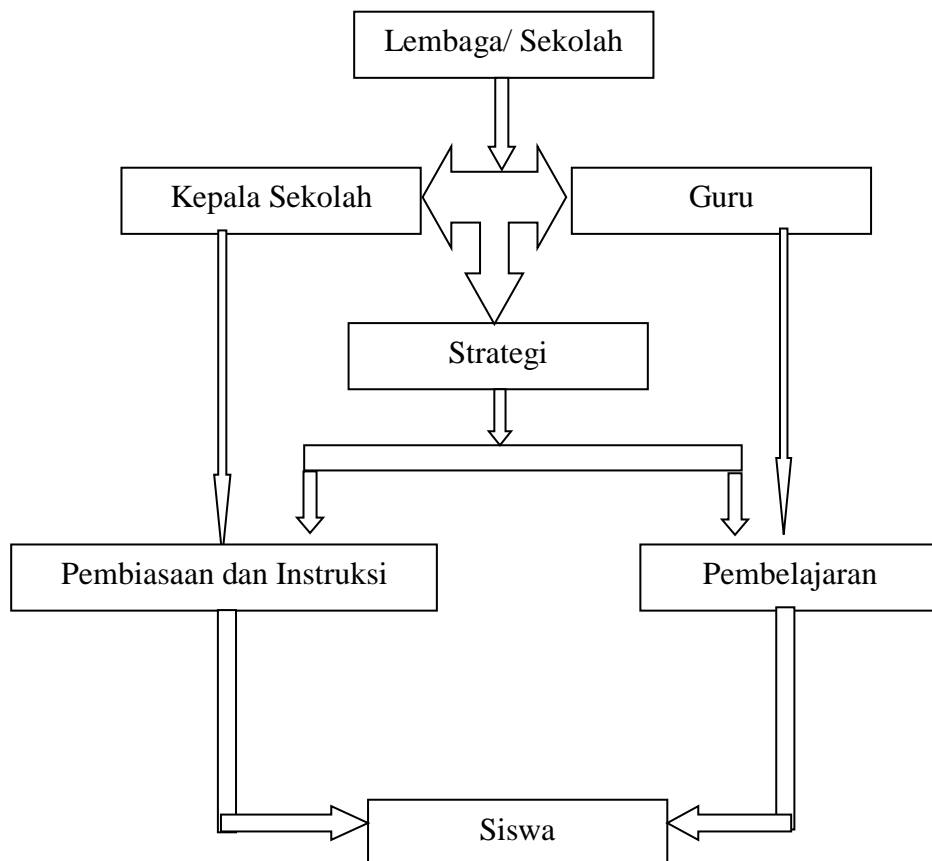 Lembaga/ Sekolah
Kepala Sekolah
Guru
Strategi
Pembiasaan dan Instruksi
Pembelajaran
Siswa